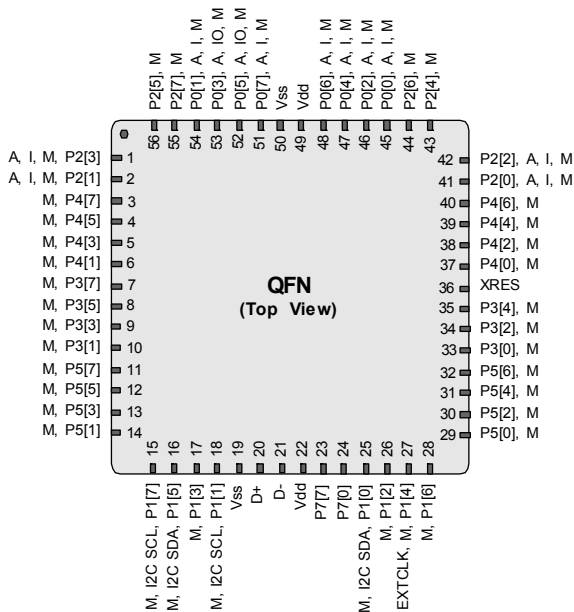 P2[5], M
P2[7], M
P0[1], A, I, M
P0[3], A, IO, M
P0[5], A, IO, M
P0[7], A, I, M
Vss
Vdd
P0[6], A, I, M
P0[4], A, I, M
P0[2], A, I, M
P0[0], A, I, M
P2[6], M
P2[4], M
56
55
54
53
52
51
50
49
48
47
46
45
44
43
A, I, M, P2[3] 1
A, I, M, P2[1] 2
M, P4[7] 3
M, P4[5] 4
M, P4[3] 5
M, P4[1] 6
M, P3[7] 7
M, P3[5] 8
M, P3[3] 9
M, P3[1] 10
M, P5[7] 11
M, P5[5] 12
M, P5[3] 13
M, P5[1] 14
QFN
(Top View)
42 P2[2], A, I, M
41 P2[0], A, I, M
40 P4[6], M
39 P4[4], M
38 P4[2], M
37 P4[0], M
36 XRES
35 P3[4], M
34 P3[2], M
33 P3[0], M
32 P5[6], M
31 P5[4], M
30 P5[2], M
29 P5[0], M
15
16
17
18
19
20
21
22
23
24
25
26
27
28
M, I2C SCL, P1[7]
M, I2C SDA, P1[5]
M, P1[3]
M, I2C SCL, P1[1]
Vss
D+
D-
Vdd
P7[7]
P7[0]
M, I2C SDA, P1[0]
M, P1[2]
EXTCLK, M, P1[4]
M, P1[6]